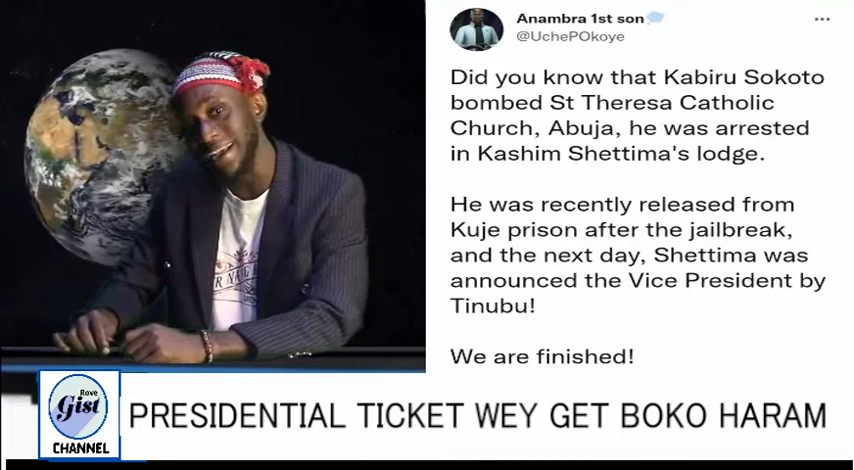 Anambra 1st son
@UchePOkoye
Did you know that Kabiru Sokoto
bombed St Theresa Catholic
Church, Abuja, he was arrested
in Kashim Shettima's lodge.
He was recently released from
Kuje prison after the jailbreak,
and the next day, Shettima was
announced the Vice President by
Tinubu!
We are finished!
Rove
Gist
CHANNEL
PRESIDENTIAL TICKET WEY GET BOKO HARAM